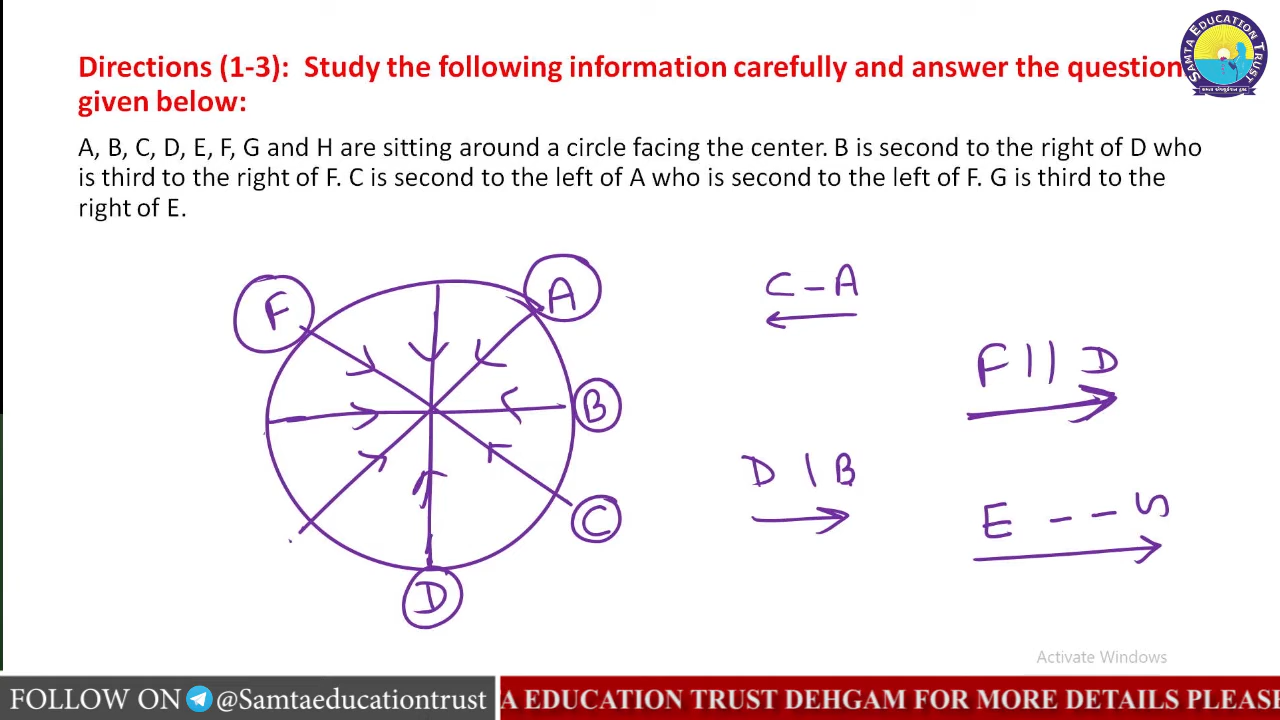 Directions (1-3): Study the following information carefully and answer the question
given below:
A, B, C, D, E, F, G and H are sitting around a circle facing the center. B is second to the right of D who
is third to the right of F. C is second to the left of A who is second to the left of F. G is third to the
right of E.
SAMTA EDUCATION TRUST
F
A
B
C
D
C – A
F | | D
D | B
E – – G
Activate Windows
FOLLOW ON @Samtaeducationtrust
A EDUCATION TRUST DEHGAM FOR MORE DETAILS PLEASE